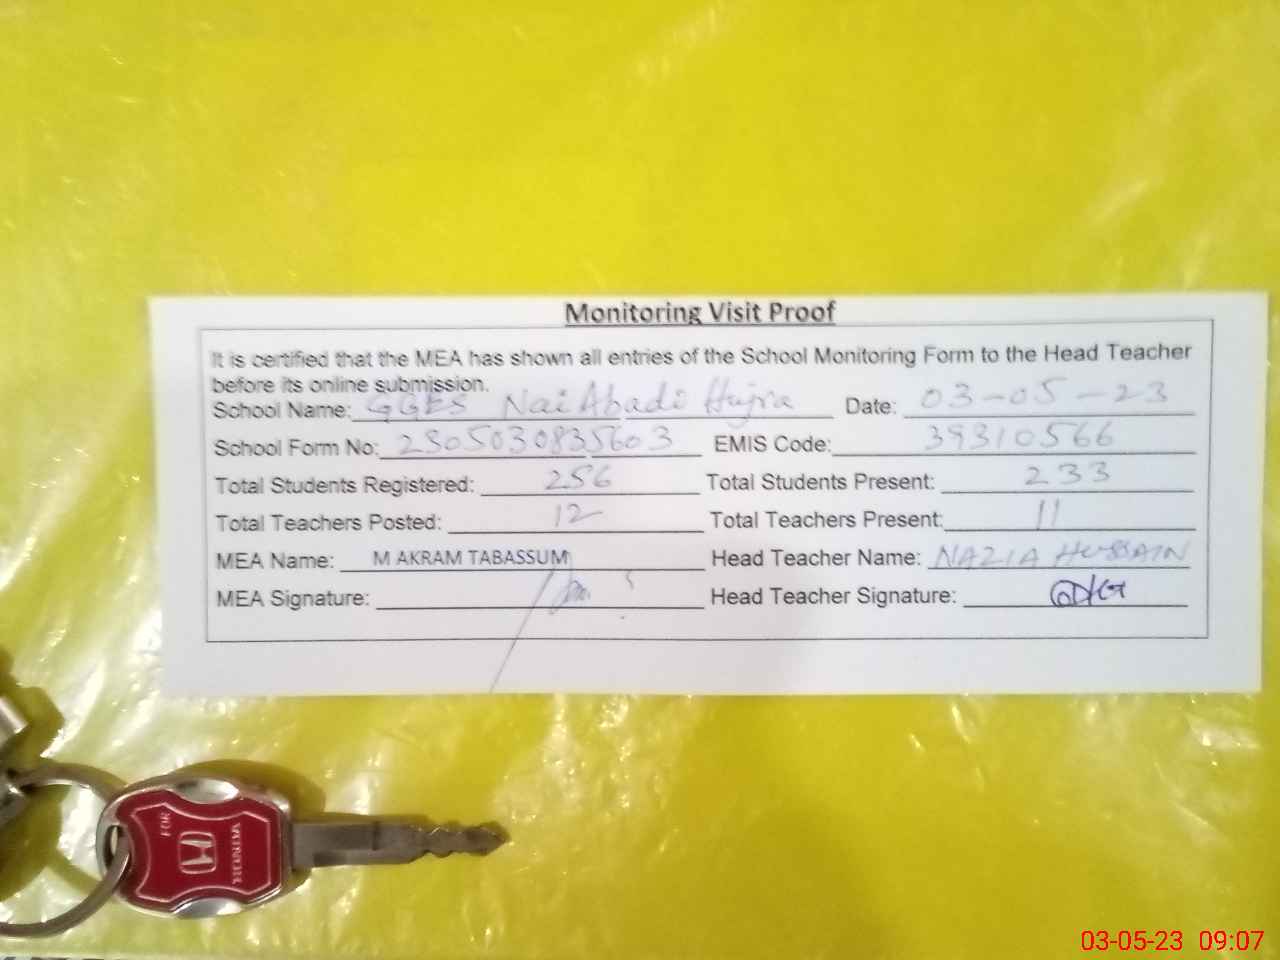 Monitoring Visit Proof
It is certified that the MEA has shown all entries of the School Monitoring Form to the Head Teacher
before its online submission.
School Name: GGES Nai Abadi Hujra Date: 03-05-23
School Form No: 2305030835603 EMIS Code: 39310566
Total Students Registered: 256 Total Students Present: 233
Total Teachers Posted: 12 Total Teachers Present: 11
MEA Name: M AKRAM TABASSUM Head Teacher Name: NAZIA HUSSAIN
MEA Signature: Head Teacher Signature:
FOR
HONDA
03-05-23 09:07